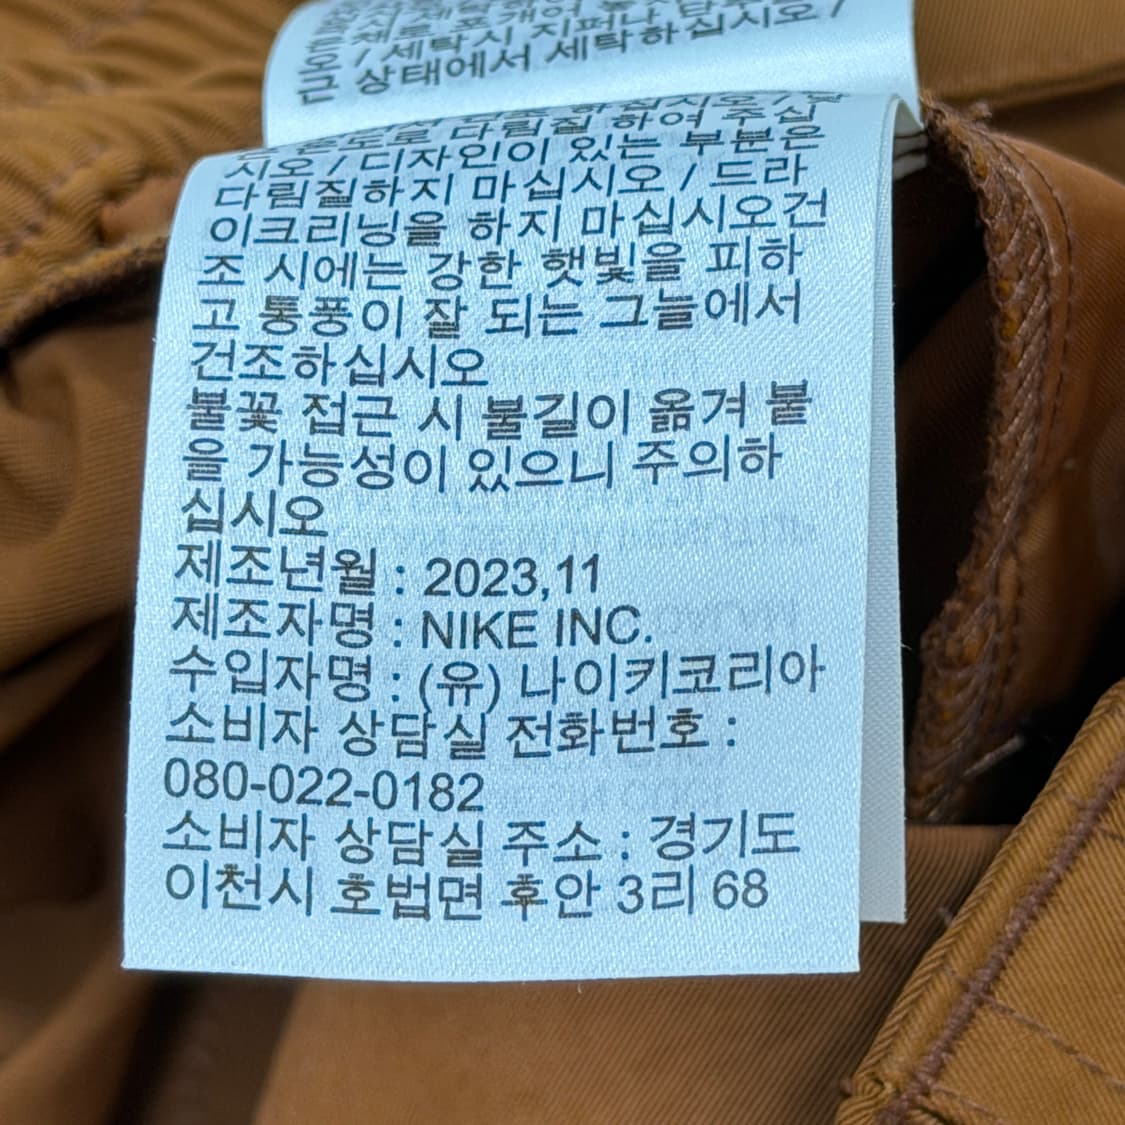 / 세탁시 지퍼나
근 상태에서 세탁하십시오 /
온도로 다림질 하여 주십
시오 / 디자인이 있는 부분은
다림질하지 마십시오 / 드라
이크리닝을 하지 마십시오건
조 시에는 강한 햇빛을 피하
고 통풍이 잘 되는 그늘에서
건조하십시오
불꽃 접근 시 불길이 옮겨 붙
을 가능성이 있으니 주의하
십시오
제조년월 : 2023,11
제조자명 : NIKE INC.
수입자명 : (유) 나이키코리아
소비자 상담실 전화번호 :
080-022-0182
소비자 상담실 주소 : 경기도
이천시 호법면 후안 3리 68